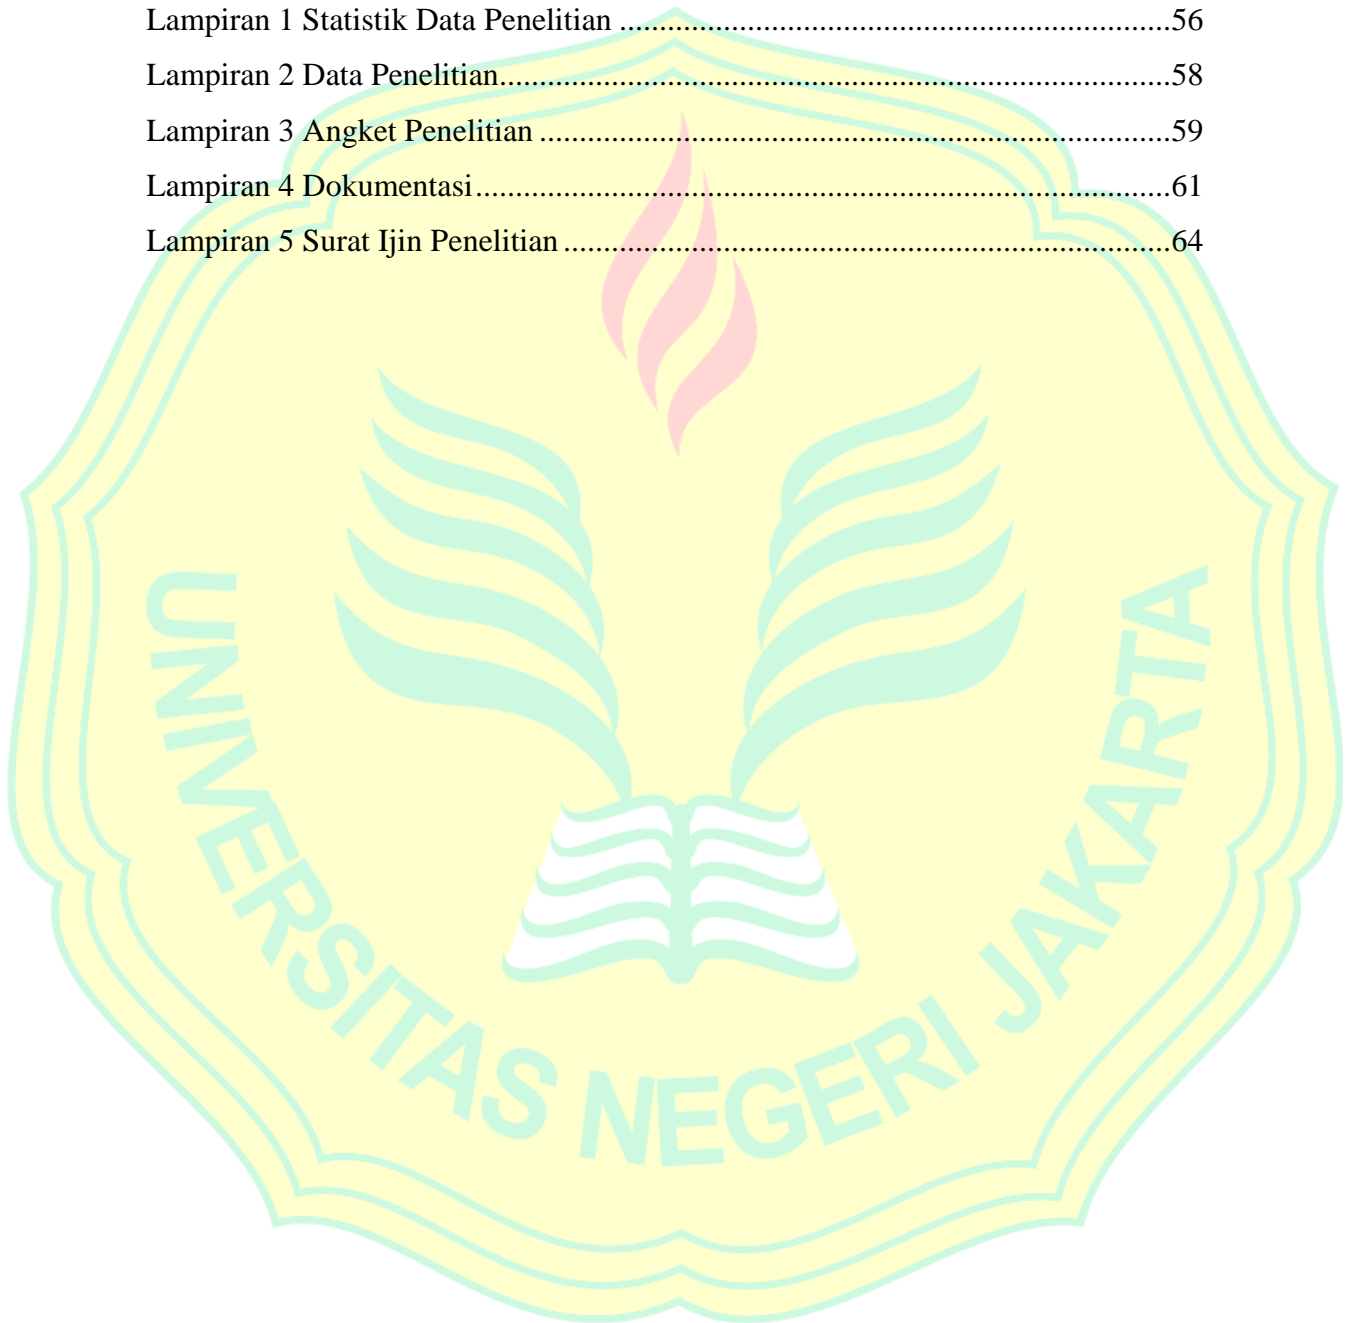 Lampiran 1 Statistik Data Penelitian ......................................................................56
Lampiran 2 Data Penelitian.....................................................................................58
Lampiran 3 Angket Penelitian ................................................................................59
Lampiran 4 Dokumentasi........................................................................................61
Lampiran 5 Surat Ijin Penelitian .............................................................................64
UNIVERSITAS NEGERI JAKARTA